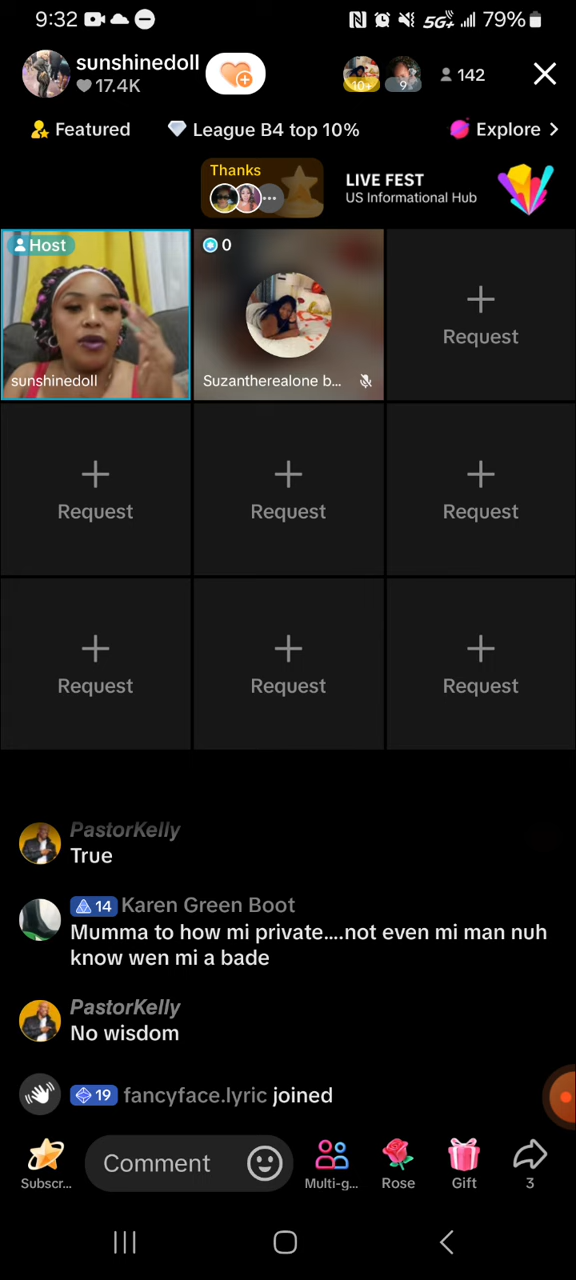 9:32
5G
79%
sunshinedoll
17.4K
10+
9
142
Featured
League B4 top 10%
Explore
Thanks
LIVE FEST
US Informational Hub
Host
0
Request
sunshinedoll
Suzantherealone b...
Request
Request
Request
Request
Request
Request
PastorKelly
True
14 Karen Green Boot
Mumma to how mi private....not even mi man nuh
know wen mi a bade
PastorKelly
No wisdom
19 fancyface.lyric joined
Comment
Subscr...
Multi-g...
Rose
Gift
3